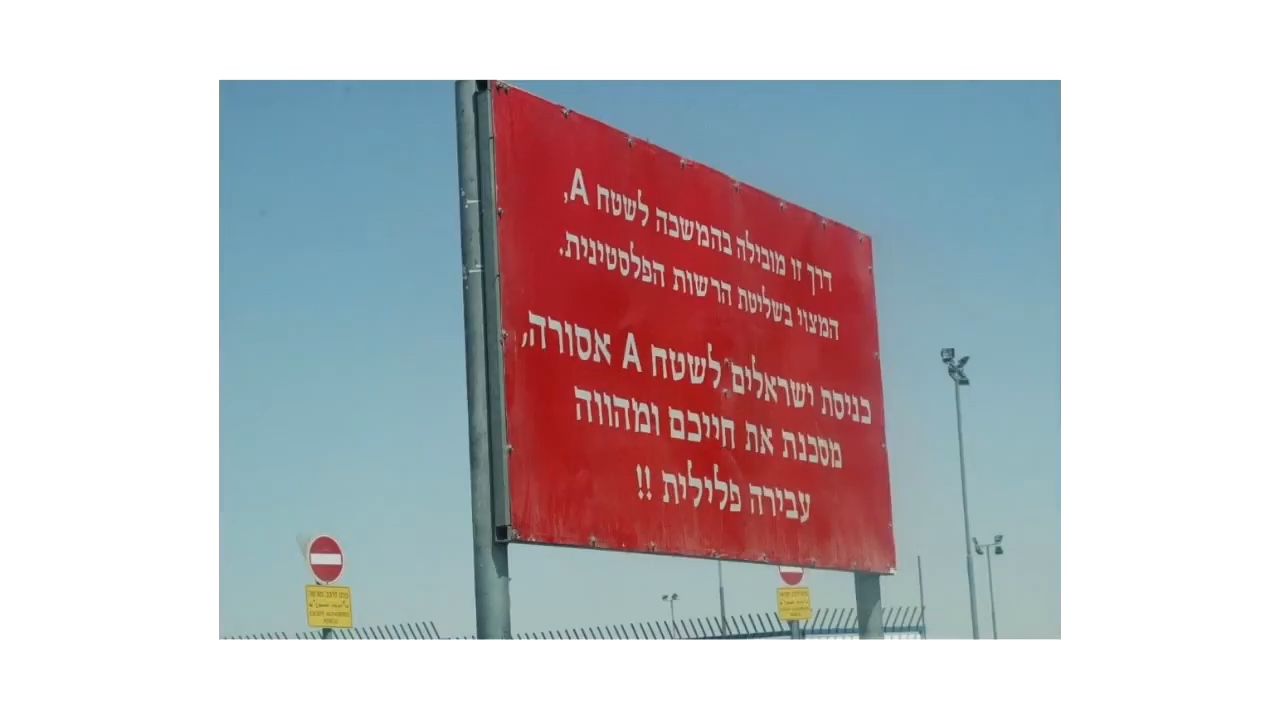 דרך זו מובילה בהמשכה לשטח A,
המצוי בשליטת הרשות הפלסטינית.
כניסת ישראלים לשטח A אסורה,
מסכנת את חייכם ומהווה
עבירה פלילית !!